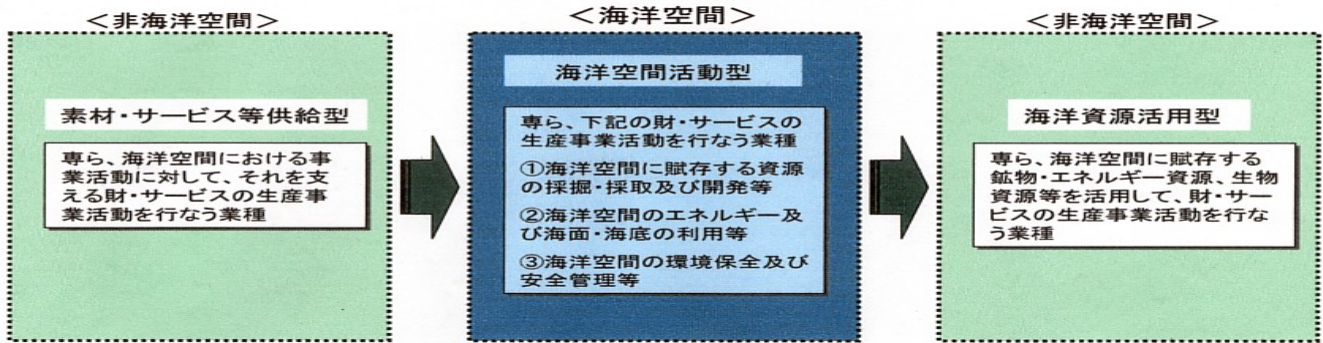 ＜非海洋空間＞
素材・サービス等供給型
専ら、海洋空間における事
業活動に対して、それを支
える財・サービスの生産事
業活動を行なう業種
＜海洋空間＞
海洋空間活動型
専ら、下記の財・サービスの
生産事業活動を行なう業種
①海洋空間に賦存する資源
の採掘・採取及び開発等
②海洋空間のエネルギー及
び海面・海底の利用等
③海洋空間の環境保全及び
安全管理等
＜非海洋空間＞
海洋資源活用型
専ら、海洋空間に賦存する
鉱物・エネルギー資源、生物
資源等を活用して、財・サー
ビスの生産事業活動を行な
う業種